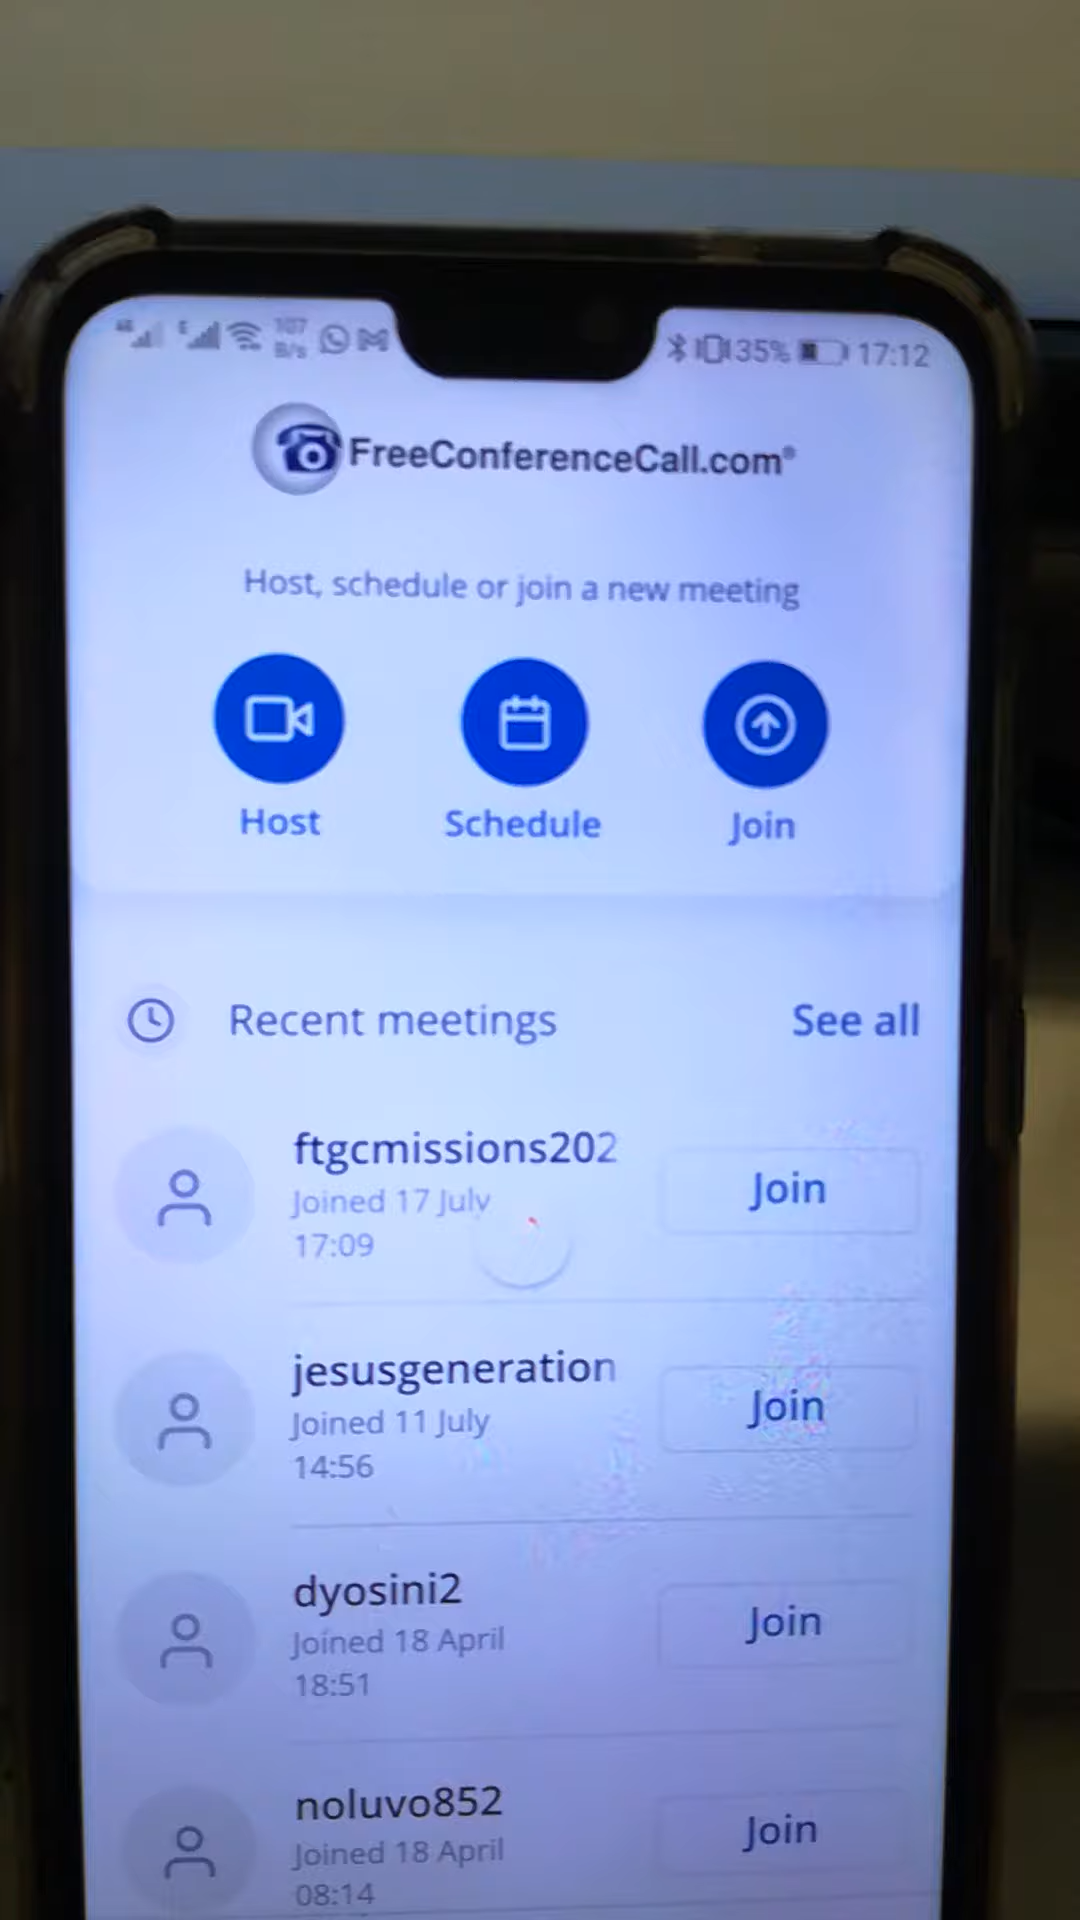 4G E 107 B/s 35% 17:12
FreeConferenceCall.com®
Host, schedule or join a new meeting
Host Schedule Join
Recent meetings See all
ftgcmissions202
Joined 17 July
17:09
Join
jesusgeneration
Joined 11 July
14:56
Join
dyosini2
Joined 18 April
18:51
Join
noluvo852
Joined 18 April
08:14
Join